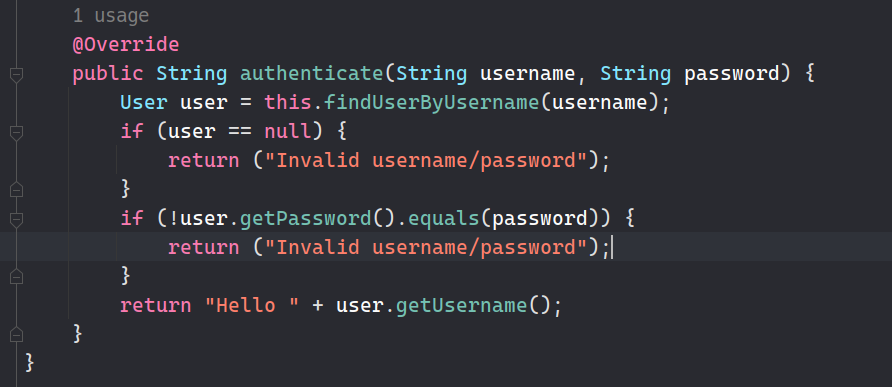 1 usage
@Override
public String authenticate(String username, String password) {
User user = this.findUserByUsername(username);
if (user == null) {
return ("Invalid username/password");
}
if (!user.getPassword().equals(password)) {
return ("Invalid username/password");
}
return "Hello " + user.getUsername();
}
}